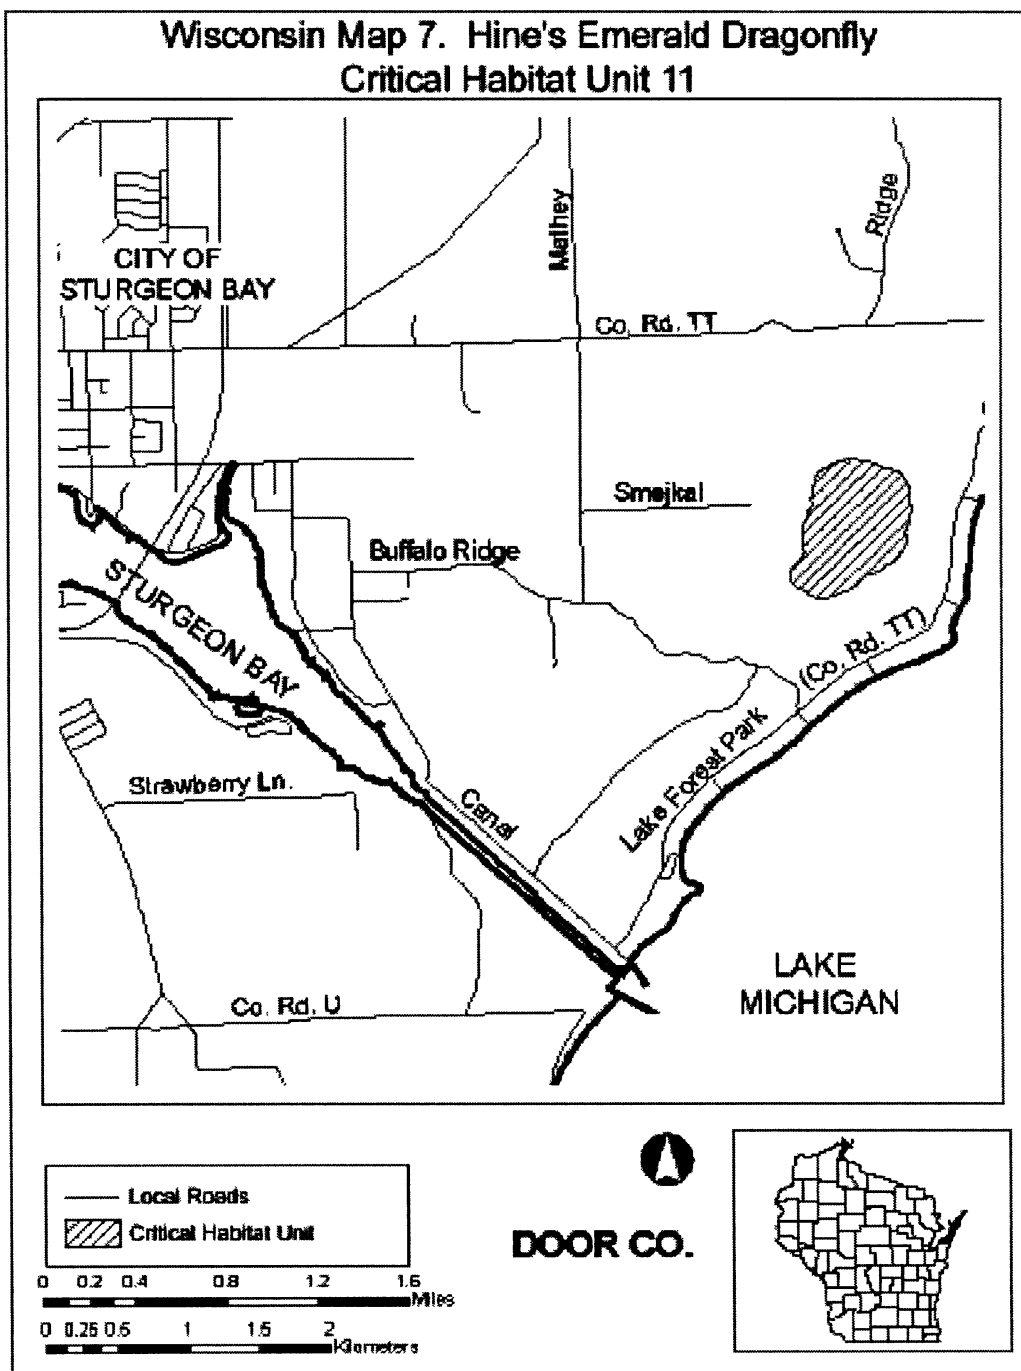 Wisconsin Map 7. Hine's Emerald Dragonfly
Critical Habitat Unit 11
Ridge
Mathey
CITY OF
STURGEON BAY
Co. Rd. TT
Smejkal
Buffalo Ridge
STURGEON BAY
(Co. Rd. TT)
Lake Forest Park
Strawberry Ln.
Canal
LAKE
MICHIGAN
Co. Rd. U
Local Roads
Critical Habitat Unit
DOOR CO.
0 0.2 0.4 0.8 1.2 1.6
Miles
0 0.25 0.5 1 1.5 2
Kilometers